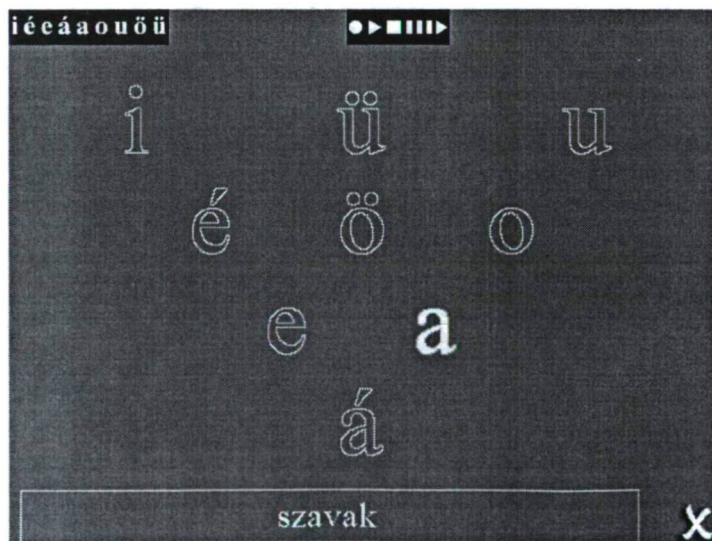 i é e á a o u ö ü
i ü u
é ö o
e a
á
szavak
X